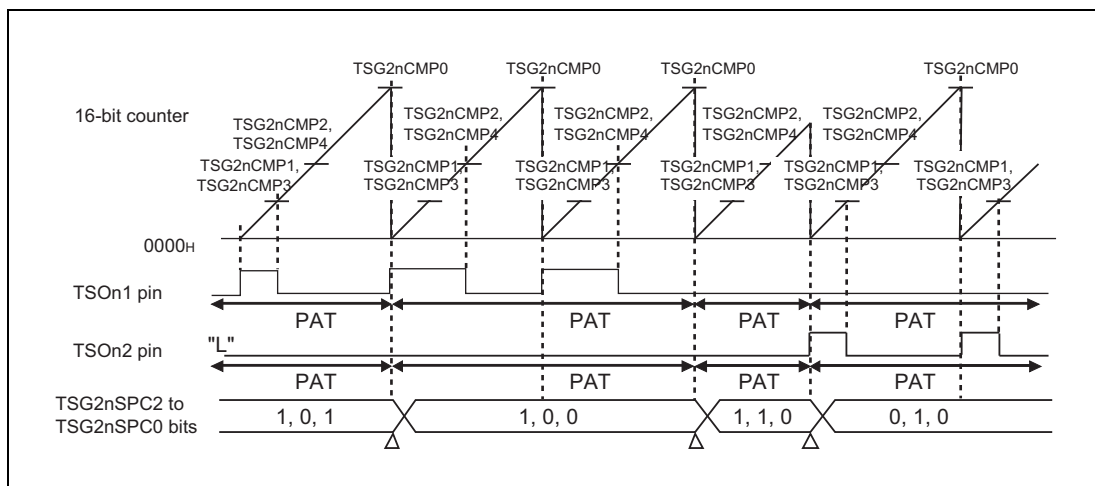 TSG2nCMP0
TSG2nCMP0
TSG2nCMP0
TSG2nCMP0
16-bit counter
TSG2nCMP2,
TSG2nCMP4
TSG2nCMP2,
TSG2nCMP4
TSG2nCMP2,
TSG2nCMP4
TSG2nCMP2,
TSG2nCMP4
TSG2nCMP2,
TSG2nCMP4
TSG2nCMP1,
TSG2nCMP3
TSG2nCMP1,
TSG2nCMP3
TSG2nCMP1,
TSG2nCMP3
TSG2nCMP1,
TSG2nCMP3
TSG2nCMP1,
TSG2nCMP3
TSG2nCMP1,
TSG2nCMP3
0000H
TSOn1 pin
PAT
PAT
PAT
PAT
TSOn2 pin
"L"
PAT
PAT
PAT
PAT
TSG2nSPC2 to
TSG2nSPC0 bits
1, 0, 1
1, 0, 0
1, 1, 0
0, 1, 0